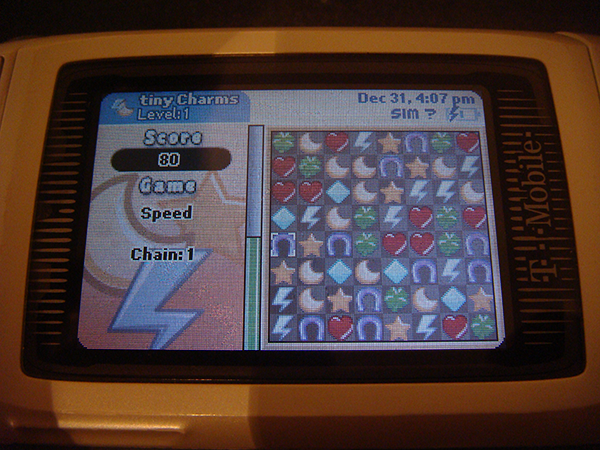 tiny Charms
Level: 1
Dec 31, 4:07 pm
SIM ?
Score
80
Game
Speed
Chain: 1
T··Mobile·